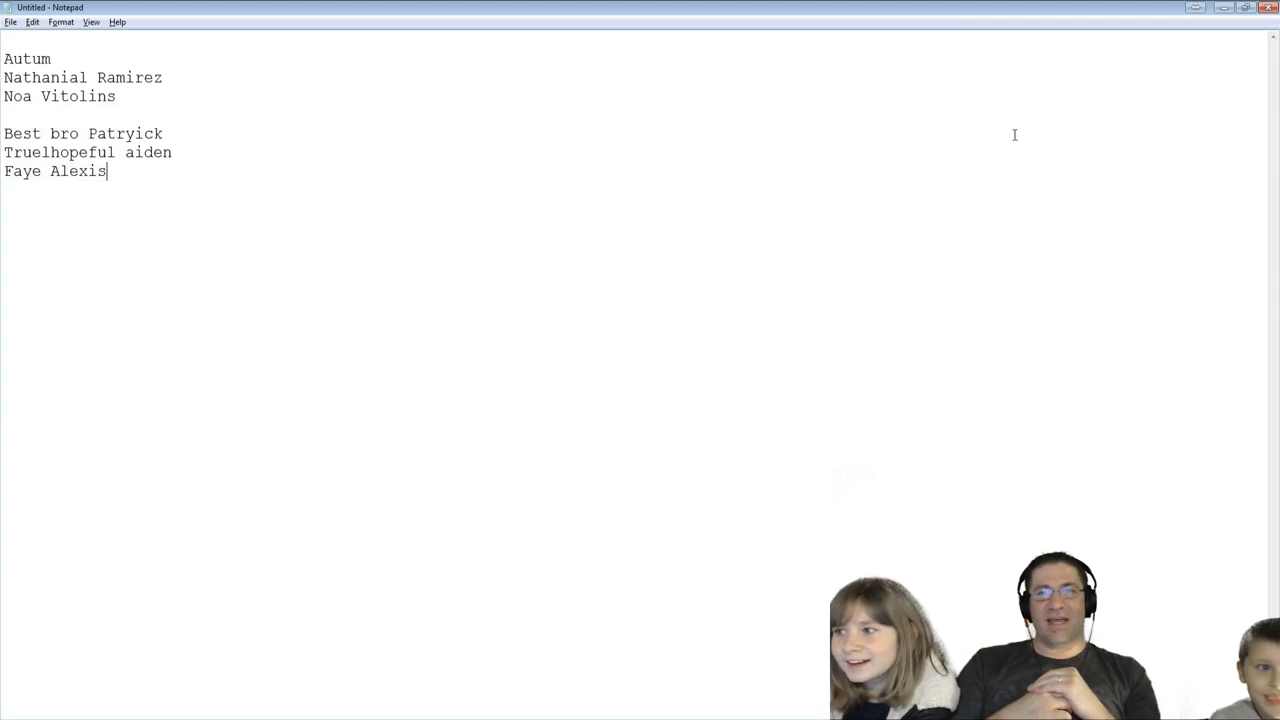 Untitled - Notepad
File Edit Format View Help
Autum
Nathanial Ramirez
Noa Vitolins
Best bro Patryick
Truelhopeful aiden
Faye Alexis